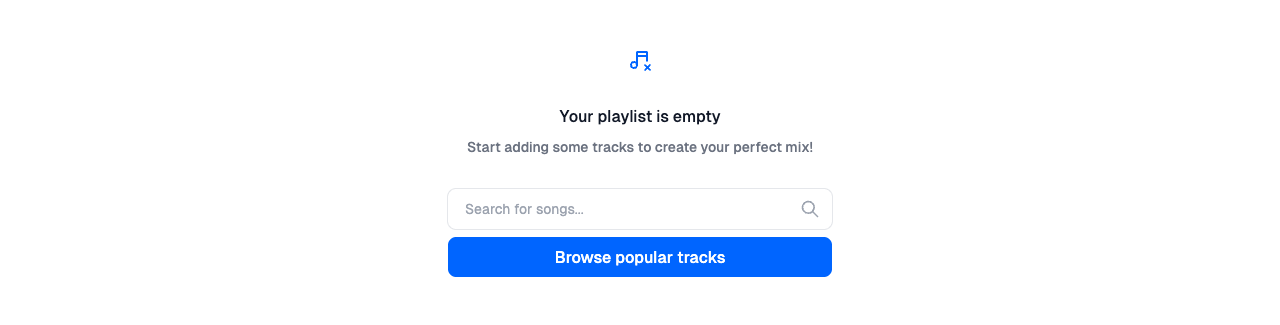 Your playlist is empty
Start adding some tracks to create your perfect mix!
Search for songs...
Browse popular tracks